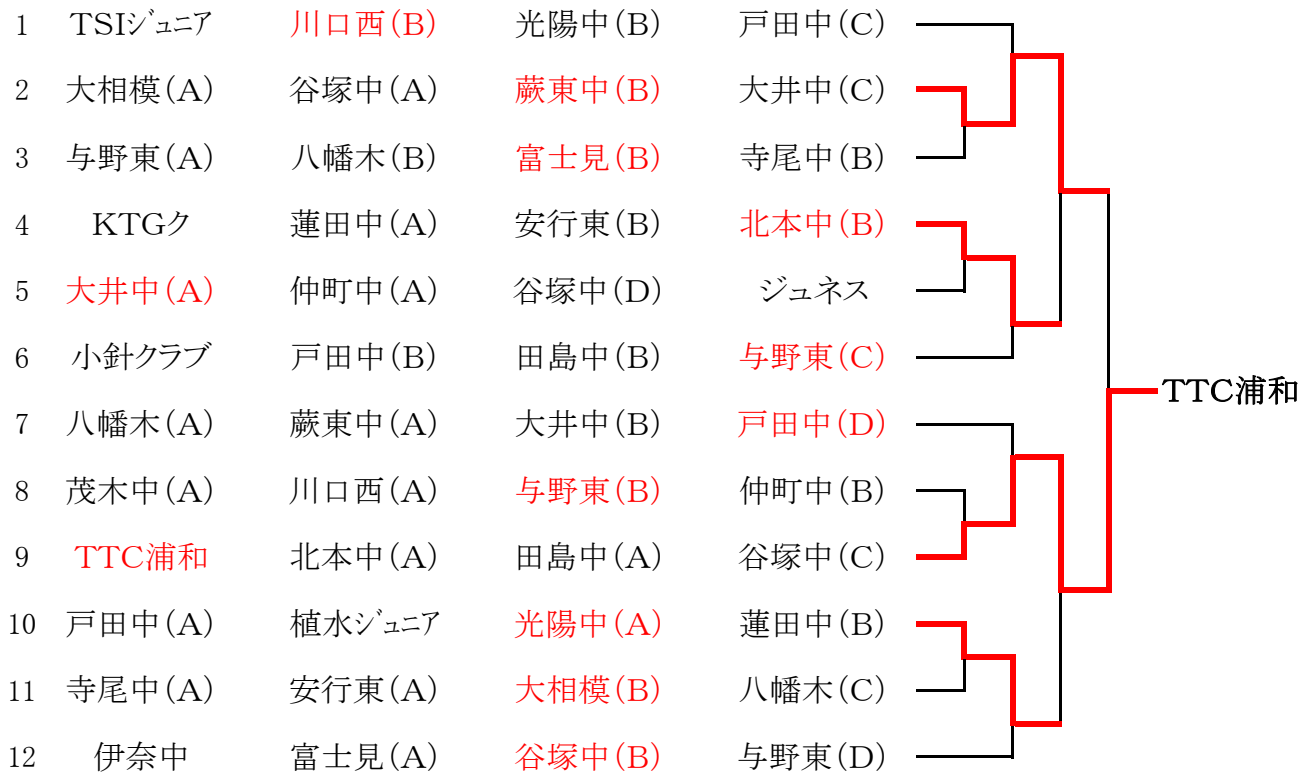 1 TSIジュニア 川口西(B) 光陽中(B) 戸田中(C)
2 大相模(A) 谷塚中(A) 蕨東中(B) 大井中(C)
3 与野東(A) 八幡木(B) 富士見(B) 寺尾中(B)
4 KTGク 蓮田中(A) 安行東(B) 北本中(B)
5 大井中(A) 仲町中(A) 谷塚中(D) ジュネス
6 小針クラブ 戸田中(B) 田島中(B) 与野東(C)
TTC浦和
7 八幡木(A) 蕨東中(A) 大井中(B) 戸田中(D)
8 茂木中(A) 川口西(A) 与野東(B) 仲町中(B)
9 TTC浦和 北本中(A) 田島中(A) 谷塚中(C)
10 戸田中(A) 植水ジュニア 光陽中(A) 蓮田中(B)
11 寺尾中(A) 安行東(A) 大相模(B) 八幡木(C)
12 伊奈中 富士見(A) 谷塚中(B) 与野東(D)